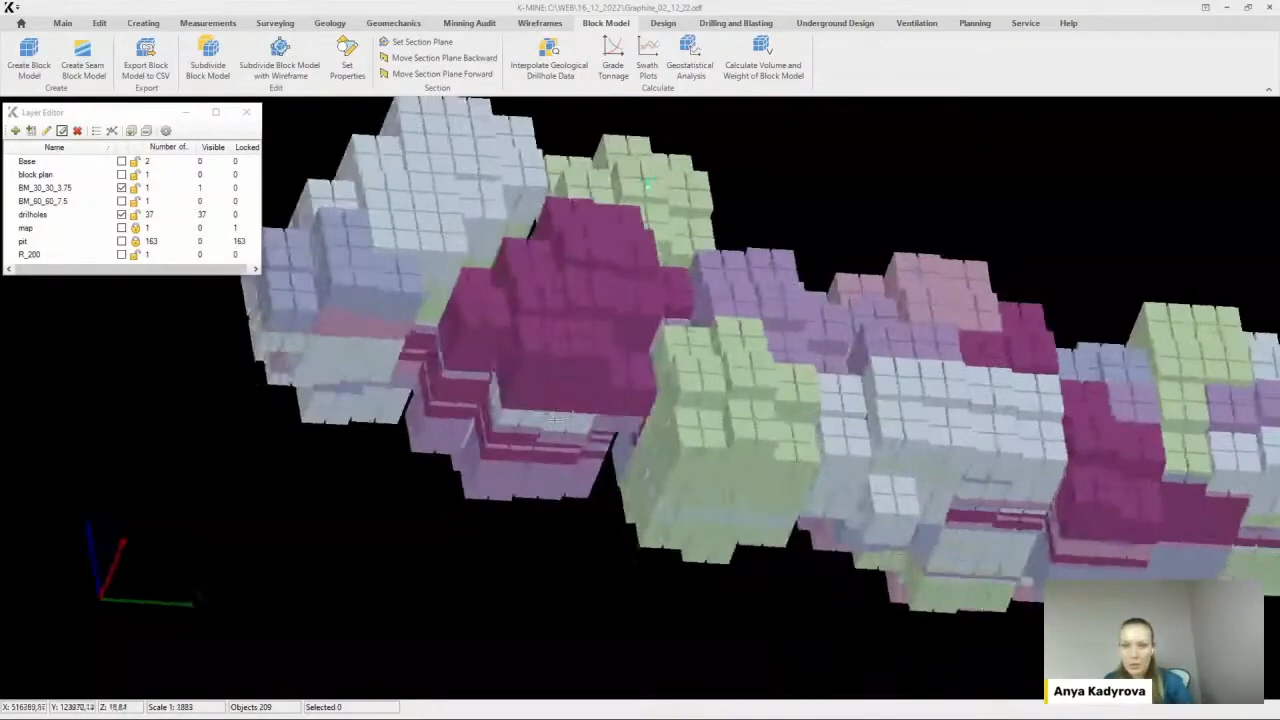 K-MINE:C:\WEB\16_12_2022\Graphite_02_12_22.pdf
Main Edit Creating Measurements Surveying Geology Geomechanics Mining Audit Wireframes Block Model Design Drilling and Blasting Underground Design Ventilation Planning Service Help
Create Block Model
Create Seam Block Model
Create
Export Block Model to CSV
Export
Subdivide Block Model
Subdivide Block Model with Wireframe
Set Properties
Edit
Set Section Plane
Move Section Plane Backward
Move Section Plane Forward
Section
Interpolate Geological Drillhole Data
Grade Tonnage
Swath Plots
Geostatistical Analysis
Calculate Volume and Weight of Block Model
Calculate
Layer Editor
Name Number of.. Visible Locked
Base 2 0 0
block plan 1 0 0
BM_30_30_3.75 1 1 0
BM_60_60_7.5 1 0 0
drilholes 37 37 0
map 1 0 1
pit 163 0 163
R_200 1 0 0
Scale 1: 3883 Objects 209 Selected 0
Anya Kadyrova